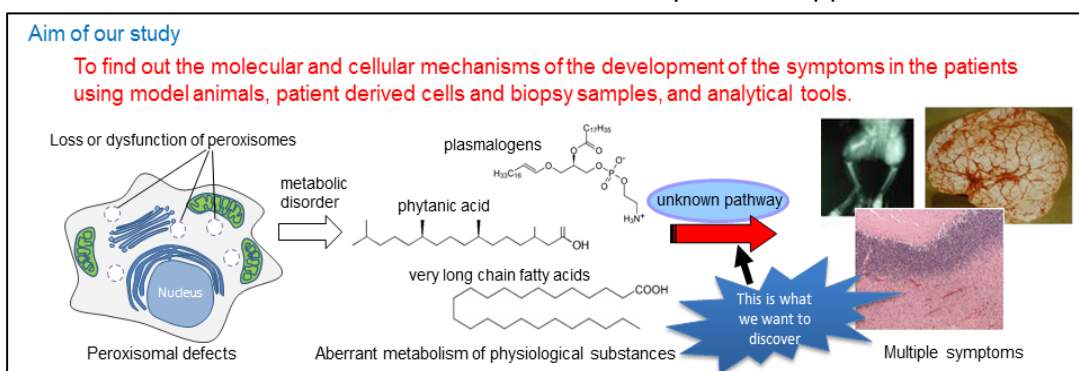 Aim of our study
To find out the molecular and cellular mechanisms of the development of the symptoms in the patients
using model animals, patient derived cells and biopsy samples, and analytical tools.
Loss or dysfunction of peroxisomes
Nucleus
Peroxisomal defects
metabolic
disorder
plasmalogens
C17H35
O
O
O
H33C16
O
O
P
O-
O
O
H3N+
phytanic acid
O
OH
very long chain fatty acids
COOH
Aberrant metabolism of physiological substances
unknown pathway
This is what
we want to
discover
Multiple symptoms